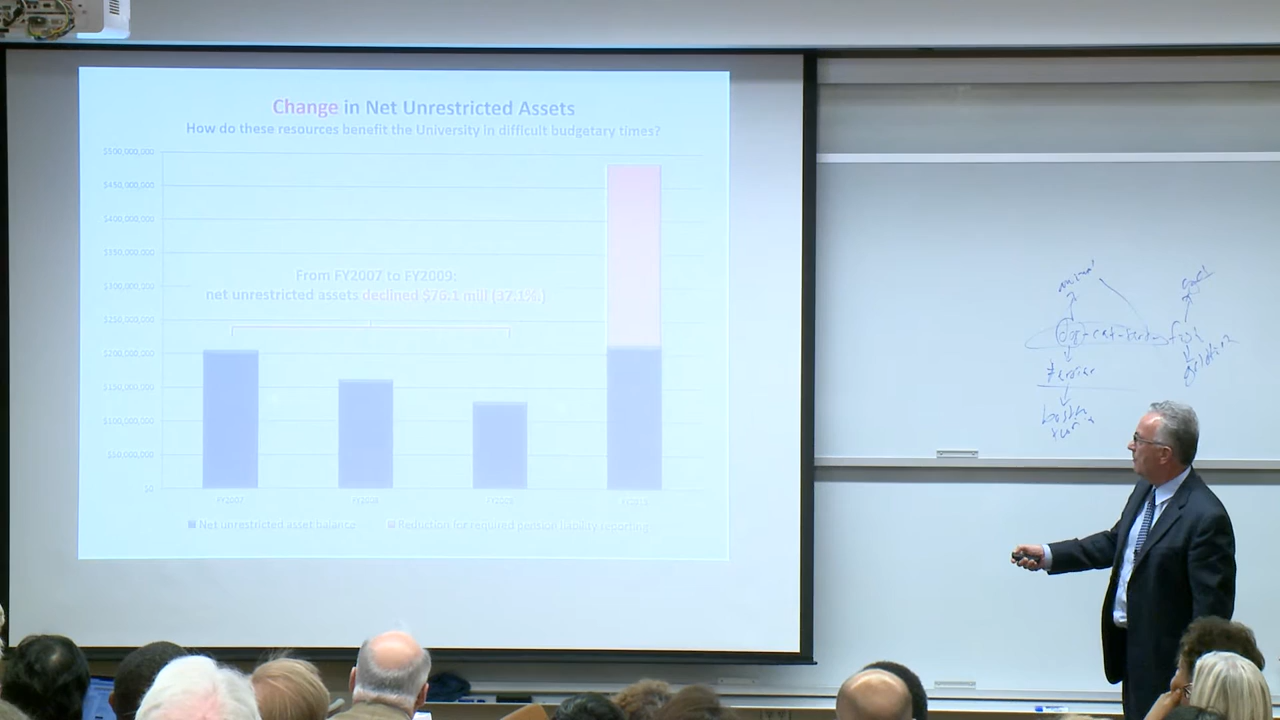 Change in Net Unrestricted Assets
How do these resources benefit the University in difficult budgetary times?
$500,000,000
$450,000,000
$400,000,000
$350,000,000
$300,000,000
$250,000,000
$200,000,000
$150,000,000
$100,000,000
$50,000,000
$0
From FY2007 to FY2009:
net unrestricted assets declined $76.1 mill (37.1%)
FY2007 FY2008 FY2009 FY2010
Net unrestricted asset balance Reduction for required pension liability reporting